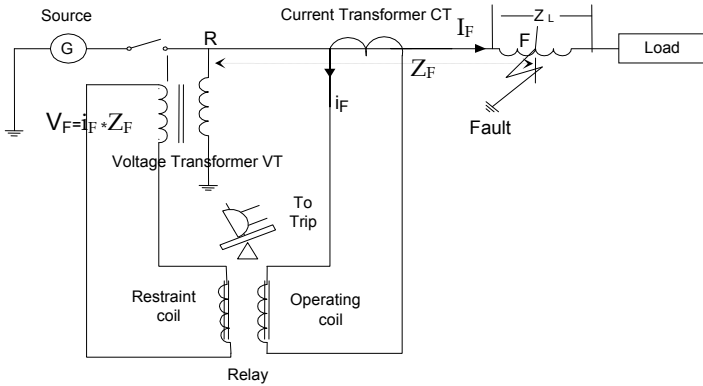 Current Transformer CT
Source
G
R
I_F
Z_L
F
Load
Z_F
i_F
Fault
V_F=i_F*Z_F
Voltage Transformer VT
To
Trip
Restraint
coil
Operating
coil
Relay